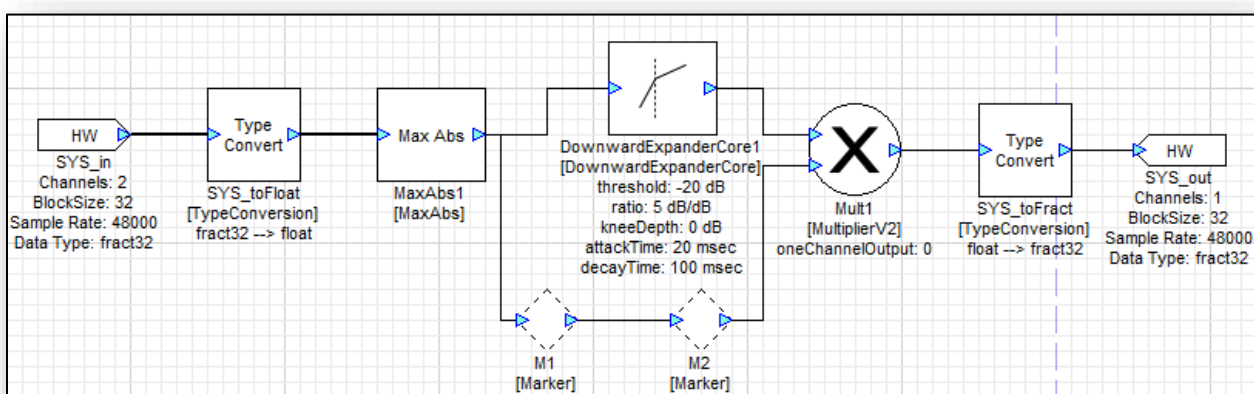 HW
SYS_in
Channels: 2
BlockSize: 32
Sample Rate: 48000
Data Type: fract32
Type
Convert
SYS_toFloat
[TypeConversion]
fract32 --> float
Max Abs
MaxAbs1
[MaxAbs]
DownwardExpanderCore1
[DownwardExpanderCore]
threshold: -20 dB
ratio: 5 dB/dB
kneeDepth: 0 dB
attackTime: 20 msec
decayTime: 100 msec
M1
[Marker]
M2
[Marker]
X
Mult1
[MultiplierV2]
oneChannelOutput: 0
Type
Convert
SYS_toFract
[TypeConversion]
float --> fract32
HW
SYS_out
Channels: 1
BlockSize: 32
Sample Rate: 48000
Data Type: fract32